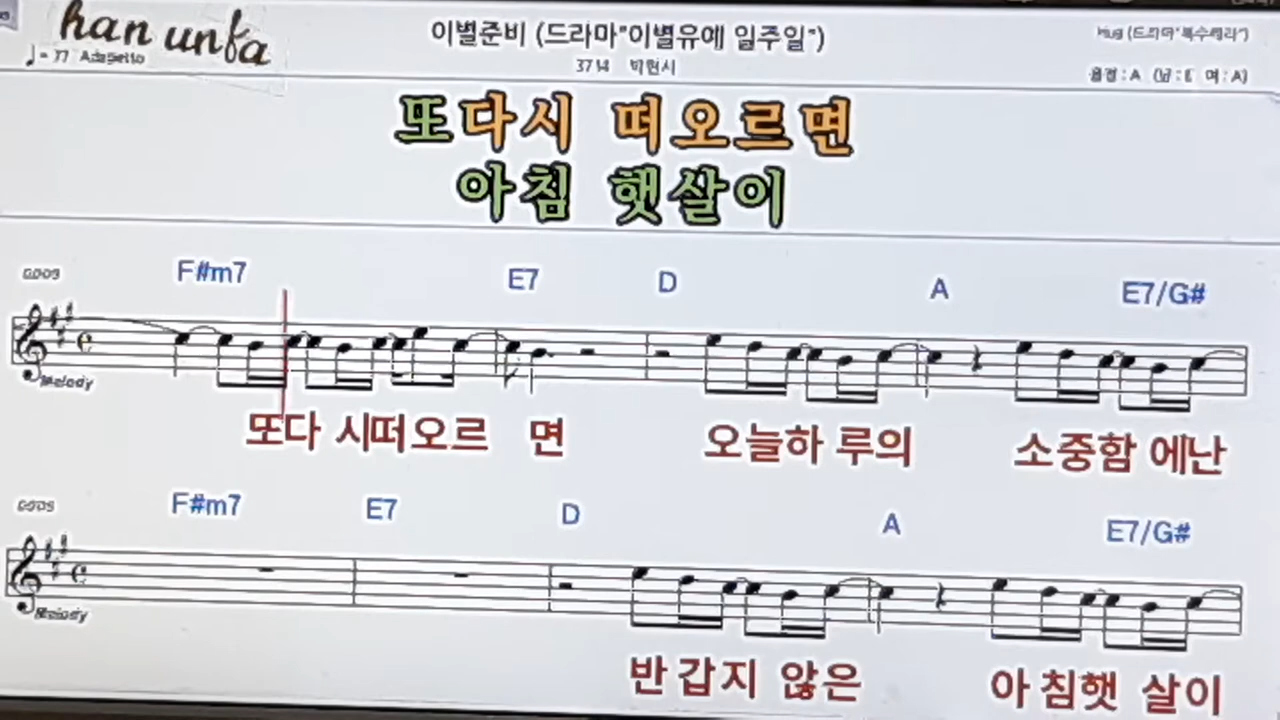 han unfa
이별준비 (드라마"이별유예 일주일")
♩= 77
또다시 떠오르면
아침 햇살이
F#m7 E7 D A E7/G#
Melody
또다 시떠오르 면 오늘하 루의 소중함 에난
F#m7 E7 D A E7/G#
Melody
반갑지 않은 아침햇 살이